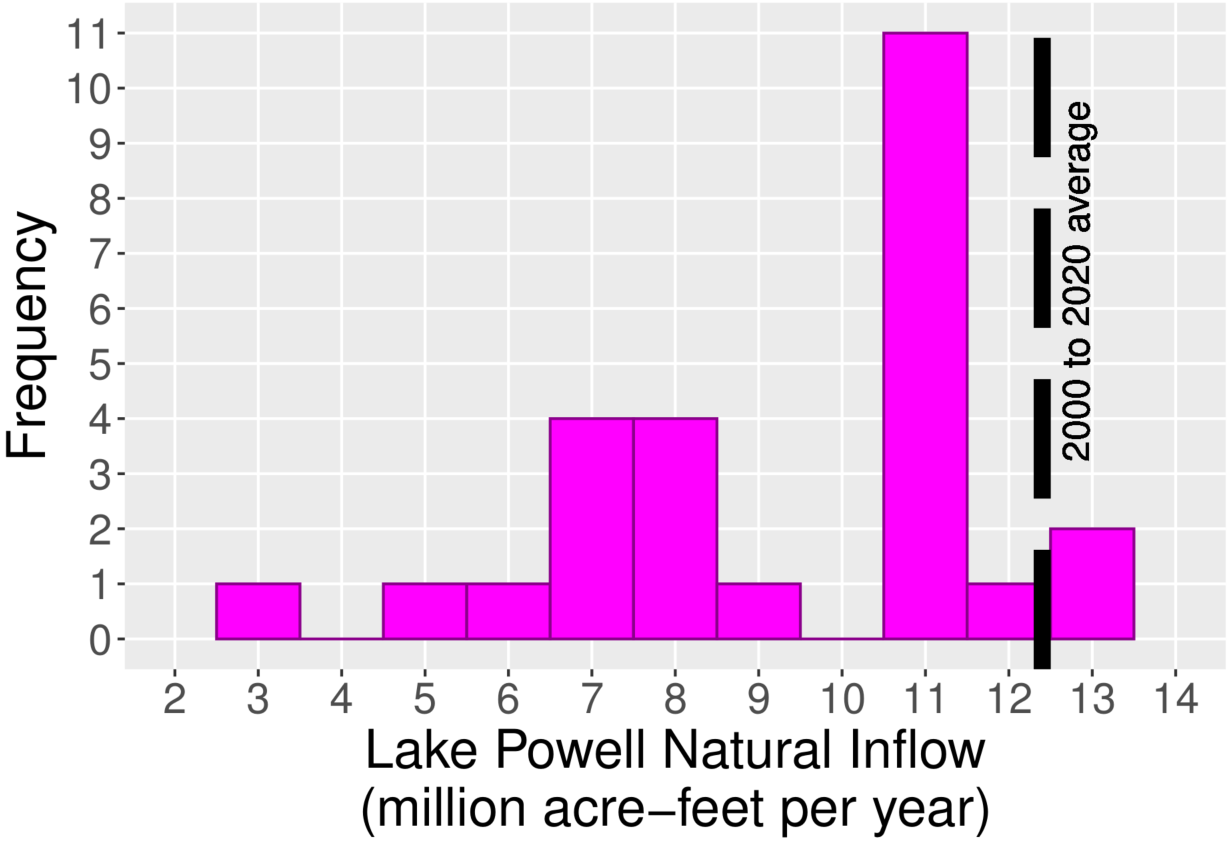 11
10
9
8
7
6
5
4
3
2
1
0
Frequency
2000 to 2020 average
2 3 4 5 6 7 8 9 10 11 12 13 14
Lake Powell Natural Inflow
(million acre−feet per year)